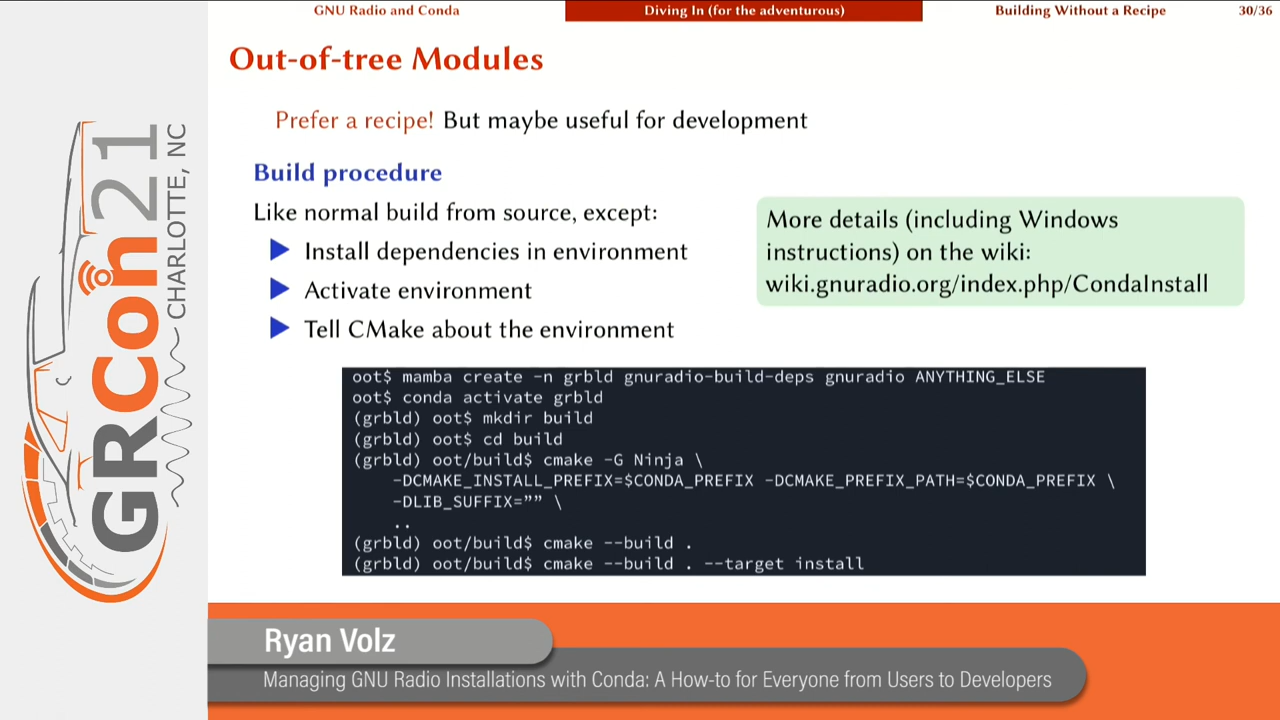 GNU Radio and Conda
Diving In (for the adventurous)
Building Without a Recipe
30/36
Out-of-tree Modules
Prefer a recipe! But maybe useful for development
Build procedure
Like normal build from source, except:
▶ Install dependencies in environment
▶ Activate environment
▶ Tell CMake about the environment
More details (including Windows
instructions) on the wiki:
wiki.gnuradio.org/index.php/CondaInstall
oot$ mamba create -n grbld gnuradio-build-deps gnuradio ANYTHING_ELSE
oot$ conda activate grbld
(grbld) oot$ mkdir build
(grbld) oot$ cd build
(grbld) oot/build$ cmake -G Ninja \
-DCMAKE_INSTALL_PREFIX=$CONDA_PREFIX -DCMAKE_PREFIX_PATH=$CONDA_PREFIX \
-DLIB_SUFFIX=”” \
..
(grbld) oot/build$ cmake --build .
(grbld) oot/build$ cmake --build . --target install
GRCon21
CHARLOTTE, NC
Ryan Volz
Managing GNU Radio Installations with Conda: A How-to for Everyone from Users to Developers